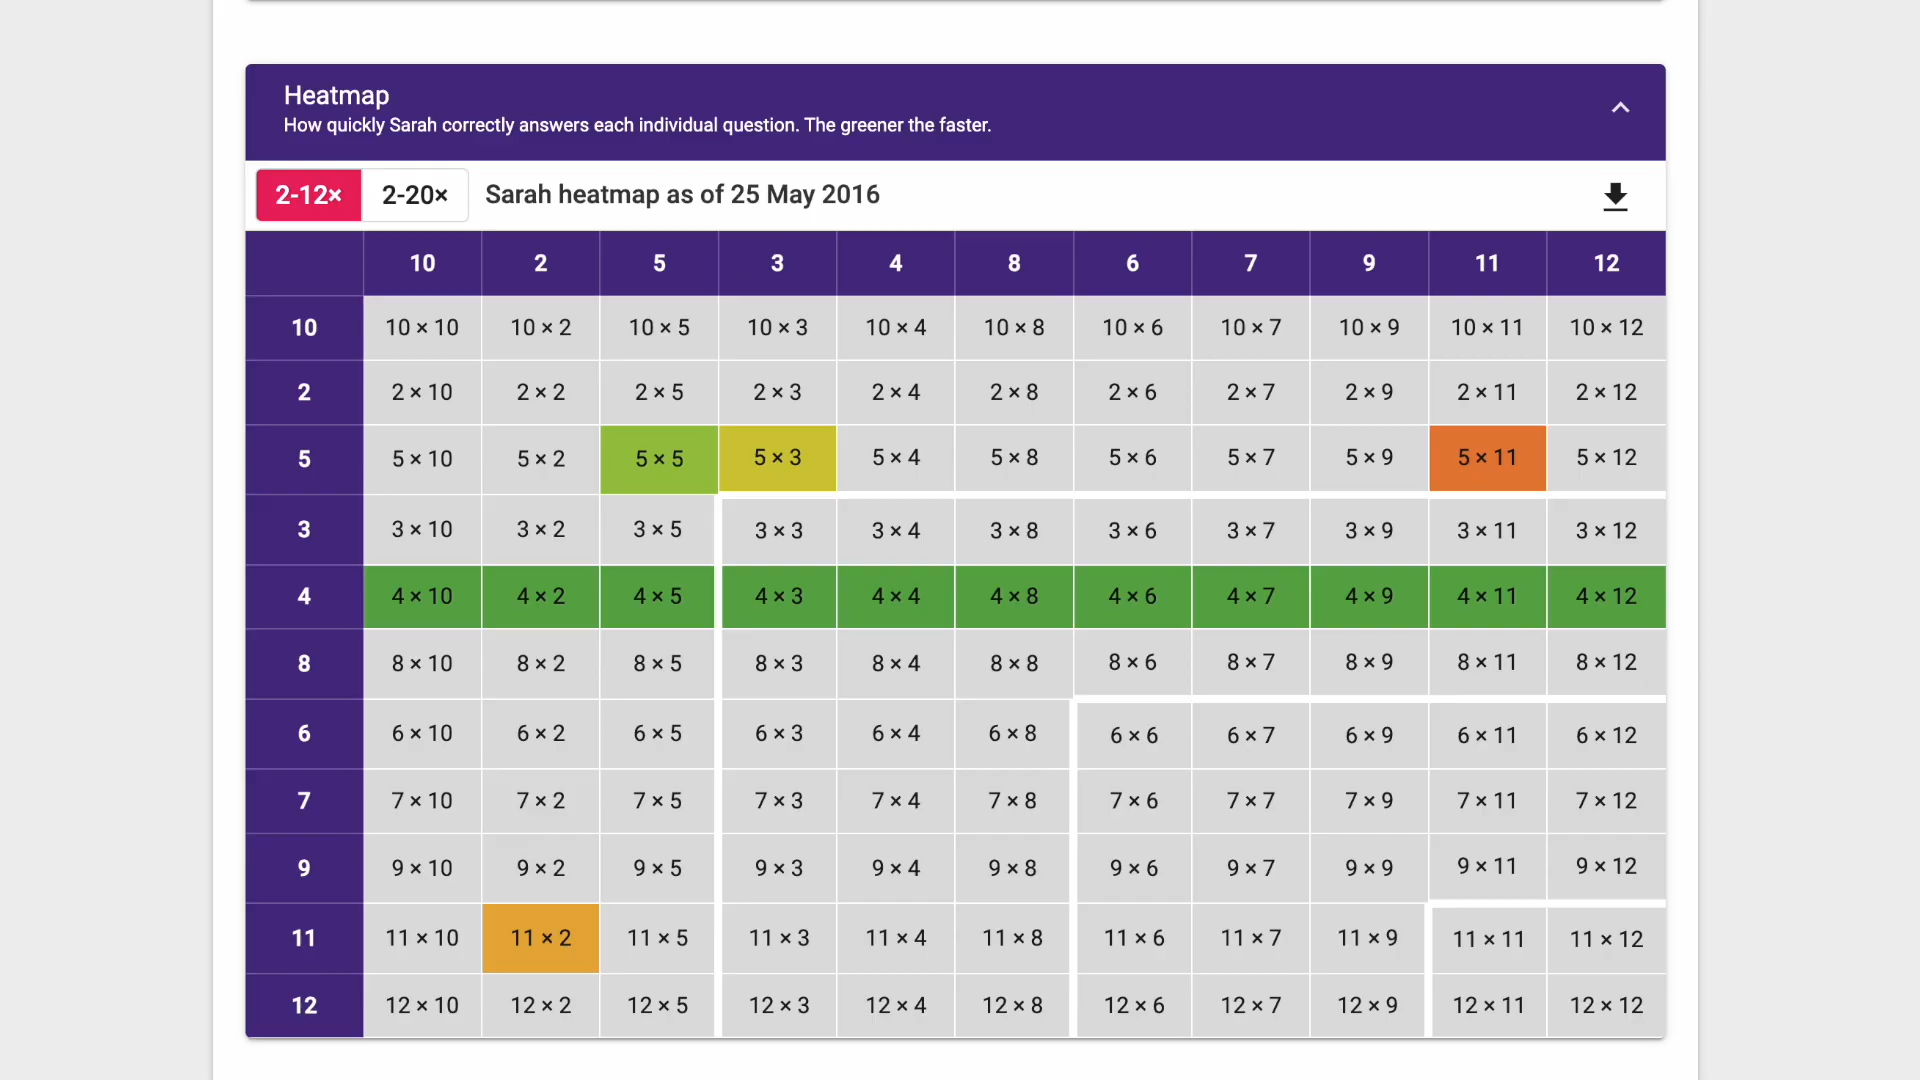 Heatmap
How quickly Sarah correctly answers each individual question. The greener the faster.
2-12× 2-20× Sarah heatmap as of 25 May 2016
10 2 5 3 4 8 6 7 9 11 12
10 10 × 10 10 × 2 10 × 5 10 × 3 10 × 4 10 × 8 10 × 6 10 × 7 10 × 9 10 × 11 10 × 12
2 2 × 10 2 × 2 2 × 5 2 × 3 2 × 4 2 × 8 2 × 6 2 × 7 2 × 9 2 × 11 2 × 12
5 5 × 10 5 × 2 5 × 5 5 × 3 5 × 4 5 × 8 5 × 6 5 × 7 5 × 9 5 × 11 5 × 12
3 3 × 10 3 × 2 3 × 5 3 × 3 3 × 4 3 × 8 3 × 6 3 × 7 3 × 9 3 × 11 3 × 12
4 4 × 10 4 × 2 4 × 5 4 × 3 4 × 4 4 × 8 4 × 6 4 × 7 4 × 9 4 × 11 4 × 12
8 8 × 10 8 × 2 8 × 5 8 × 3 8 × 4 8 × 8 8 × 6 8 × 7 8 × 9 8 × 11 8 × 12
6 6 × 10 6 × 2 6 × 5 6 × 3 6 × 4 6 × 8 6 × 6 6 × 7 6 × 9 6 × 11 6 × 12
7 7 × 10 7 × 2 7 × 5 7 × 3 7 × 4 7 × 8 7 × 6 7 × 7 7 × 9 7 × 11 7 × 12
9 9 × 10 9 × 2 9 × 5 9 × 3 9 × 4 9 × 8 9 × 6 9 × 7 9 × 9 9 × 11 9 × 12
11 11 × 10 11 × 2 11 × 5 11 × 3 11 × 4 11 × 8 11 × 6 11 × 7 11 × 9 11 × 11 11 × 12
12 12 × 10 12 × 2 12 × 5 12 × 3 12 × 4 12 × 8 12 × 6 12 × 7 12 × 9 12 × 11 12 × 12